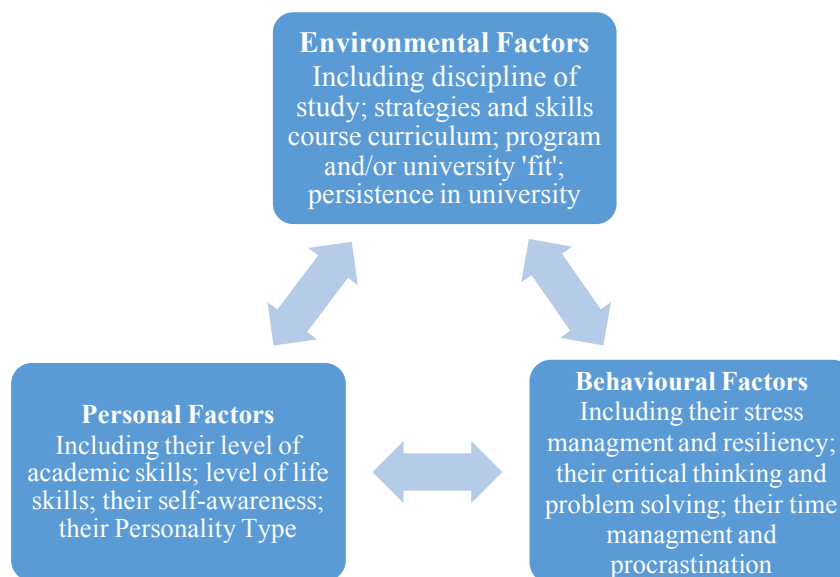 Environmental Factors
Including discipline of
study; strategies and skills
course curriculum; program
and/or university 'fit';
persistence in university
Personal Factors
Including their level of
academic skills; level of life
skills; their self-awareness;
their Personality Type
Behavioural Factors
Including their stress
managment and resiliency;
their critical thinking and
problem solving; their time
managment and
procrastination